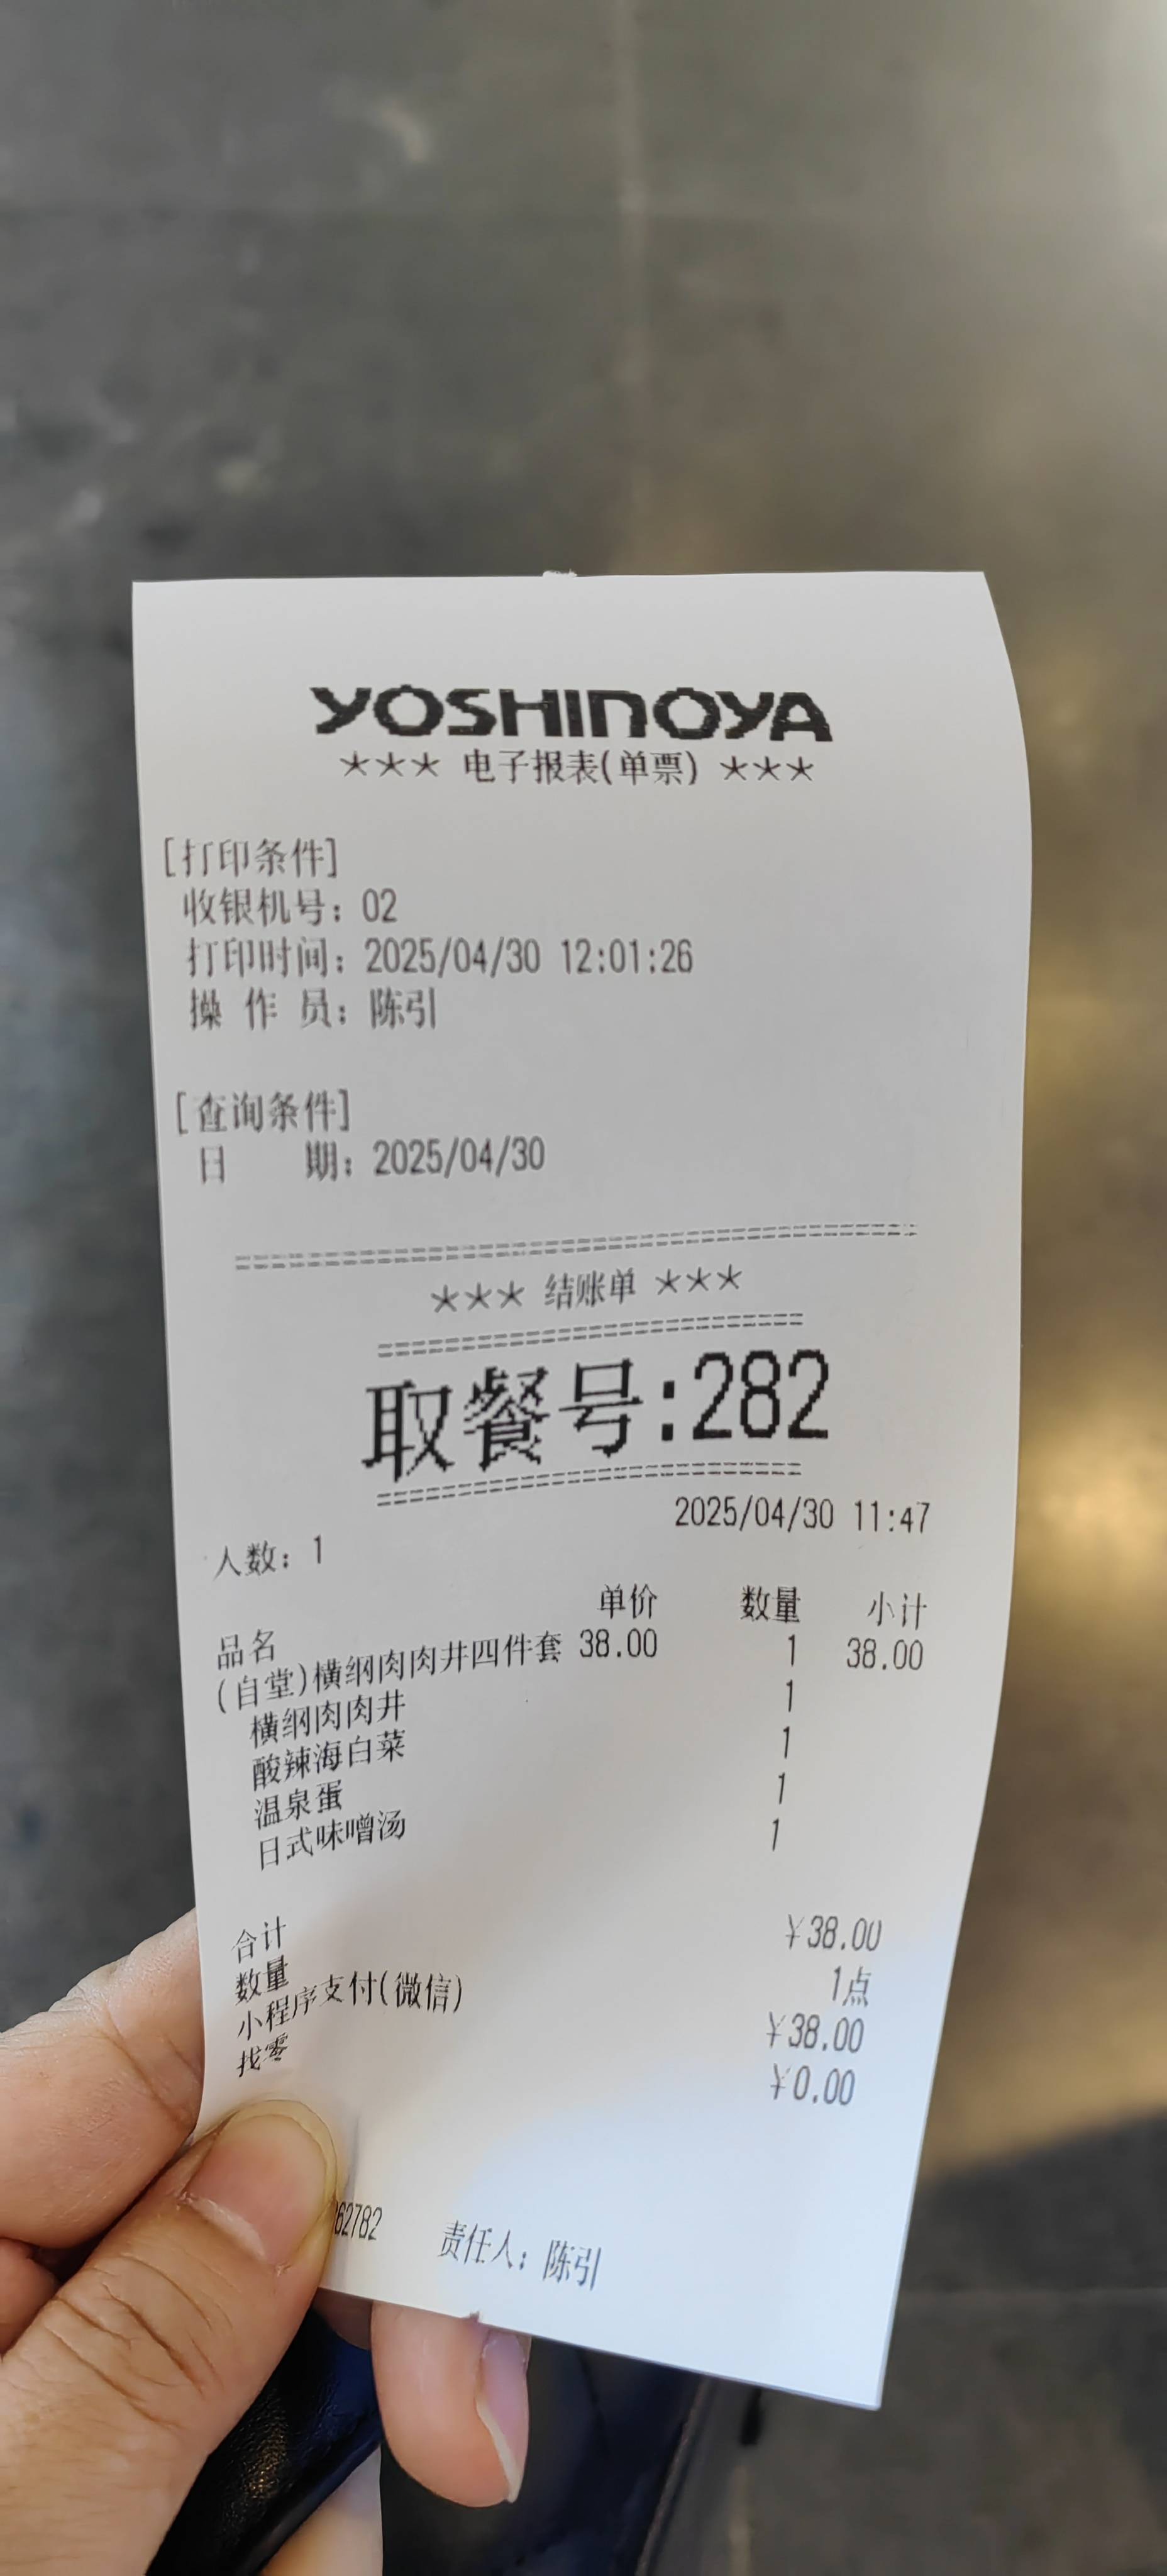 YOSHINOYA
*** 电子报表(单票) ***
[打印条件]
收银机号：02
打印时间：2025/04/30 12:01:26
操 作 员：陈引
[查询条件]
日 期：2025/04/30
*** 结账单 ***
取餐号:282
2025/04/30 11:47
人数：1
品名 单价 数量 小计
(自堂)横纲肉肉丼四件套 38.00 1 38.00
横纲肉肉丼 1
酸辣海白菜 1
温泉蛋 1
日式味噌汤 1
合计 ¥38.00
数量 1点
小程序支付(微信) ¥38.00
找零 ¥0.00
62782 责任人：陈引